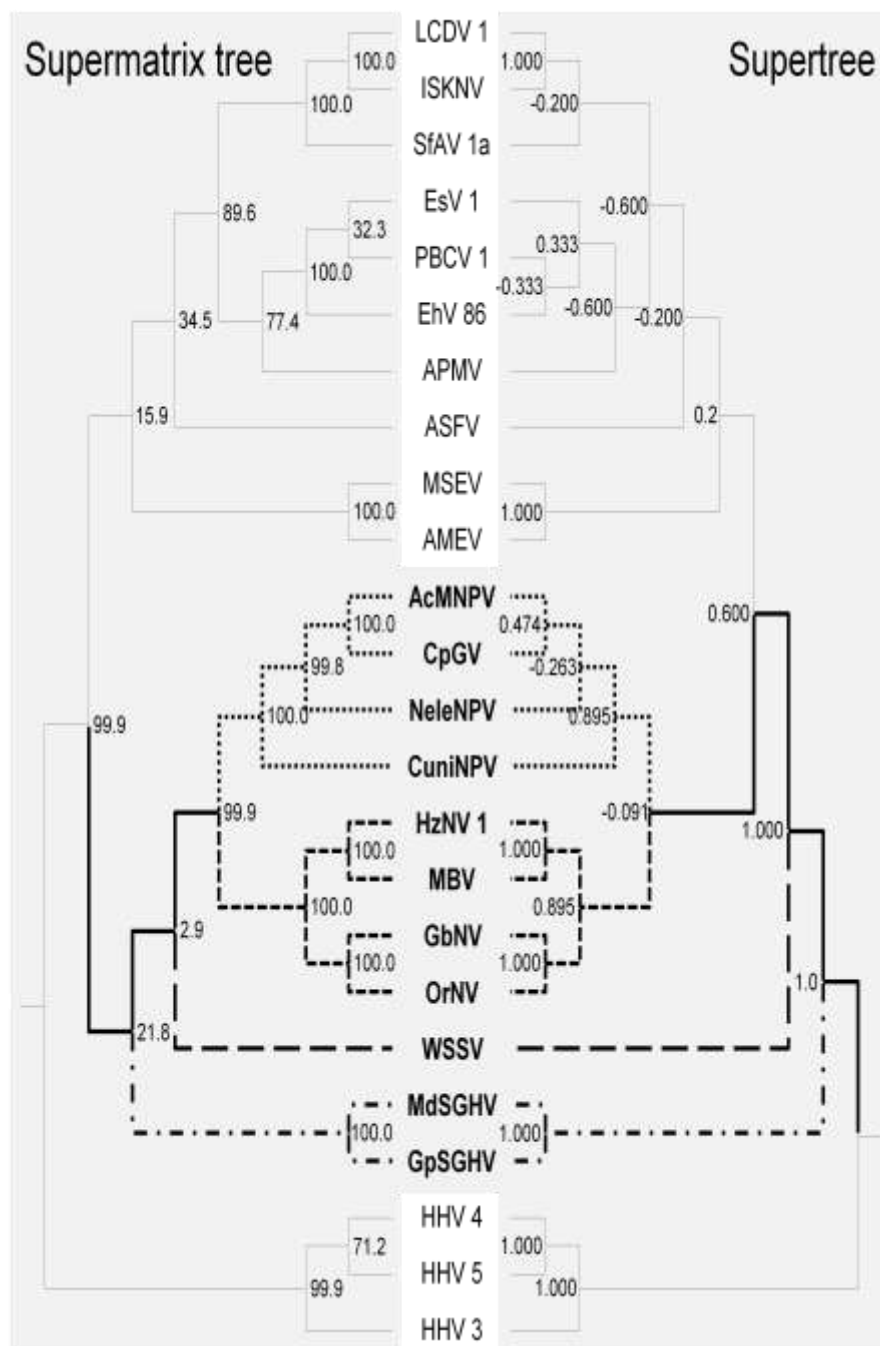 Supermatrix tree
Supertree
LCDV 1
100.0
1.000
ISKNV
100.0
-0.200
SfAV 1a
EsV 1
89.6
-0.600
32.3
0.333
PBCV 1
100.0
-0.333
EhV 86
77.4
-0.600
34.5
-0.200
APMV
15.9
0.2
ASFV
MSEV
100.0
1.000
AMEV
AcMNPV
100.0
0.474
0.600
CpGV
99.8
-0.263
NeleNPV
100.0
0.895
99.9
CuniNPV
99.9
-0.091
HzNV 1
1.000
100.0
1.000
MBV
100.0
0.895
GbNV
2.9
100.0
1.000
1.0
OrNV
21.8
WSSV
MdSGHV
100.0
1.000
GpSGHV
HHV 4
71.2
1.000
HHV 5
99.9
1.000
HHV 3